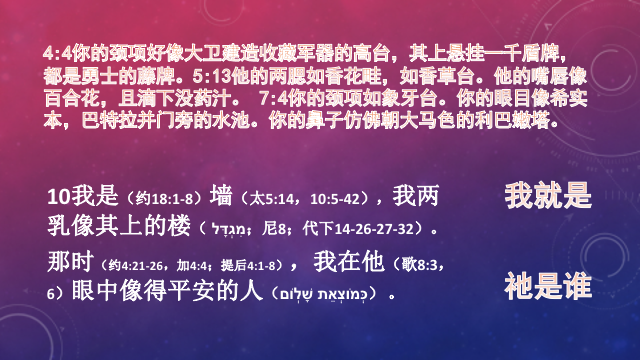 4:4你的颈项好像大卫建造收藏军器的高台，其上悬挂一千盾牌，
都是勇士的藤牌。5:13他的两腮如香花畦，如香草台。他的嘴唇像
百合花，且滴下没药汁。 7:4你的颈项如象牙台。你的眼目像希实
本，巴特拉并门旁的水池。你的鼻子仿佛朝大马色的利巴嫩塔。
10我是（约18:1-8）墙（太5:14，10:5-42），我两
乳像其上的楼（ מִגְדָּל；尼8；代下14-26-27-32）。
那时（约4:21-26，加4:4；提后4:1-8），我在他（歌8:3，
6）眼中像得平安的人（כְּמוֹצְאֵת שָׁלוֹם）。
我就是
祂是谁